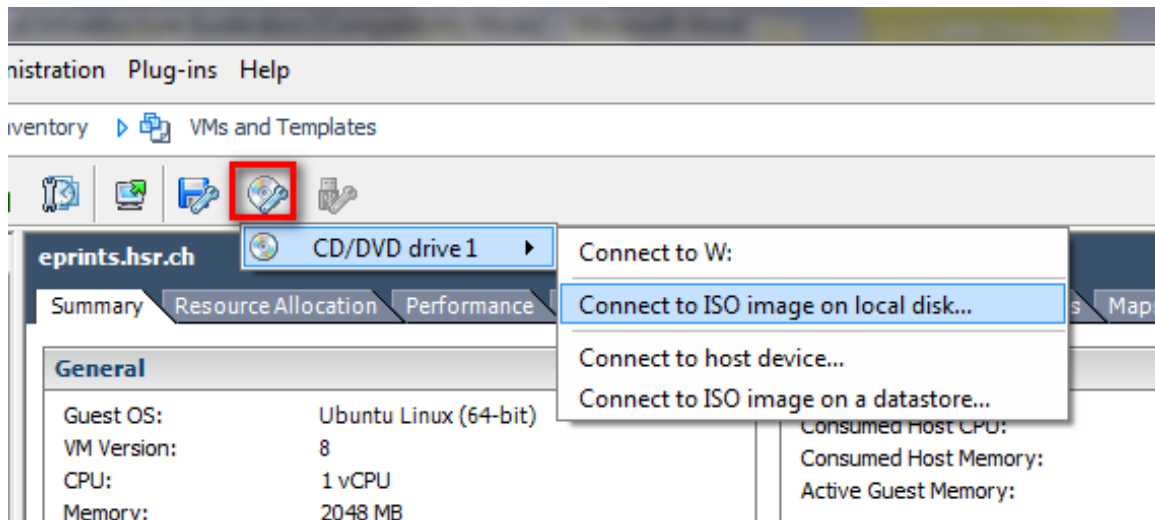 nistration Plug-ins Help
ventory VMs and Templates
eprints.hsr.ch
CD/DVD drive 1
Connect to W:
Connect to ISO image on local disk...
Connect to host device...
Connect to ISO image on a datastore...
Summary Resource Allocation Performance s Maps
General
Guest OS: Ubuntu Linux (64-bit)
VM Version: 8
CPU: 1 vCPU
Memory: 2048 MB
Consumed Host CPU:
Consumed Host Memory:
Active Guest Memory: